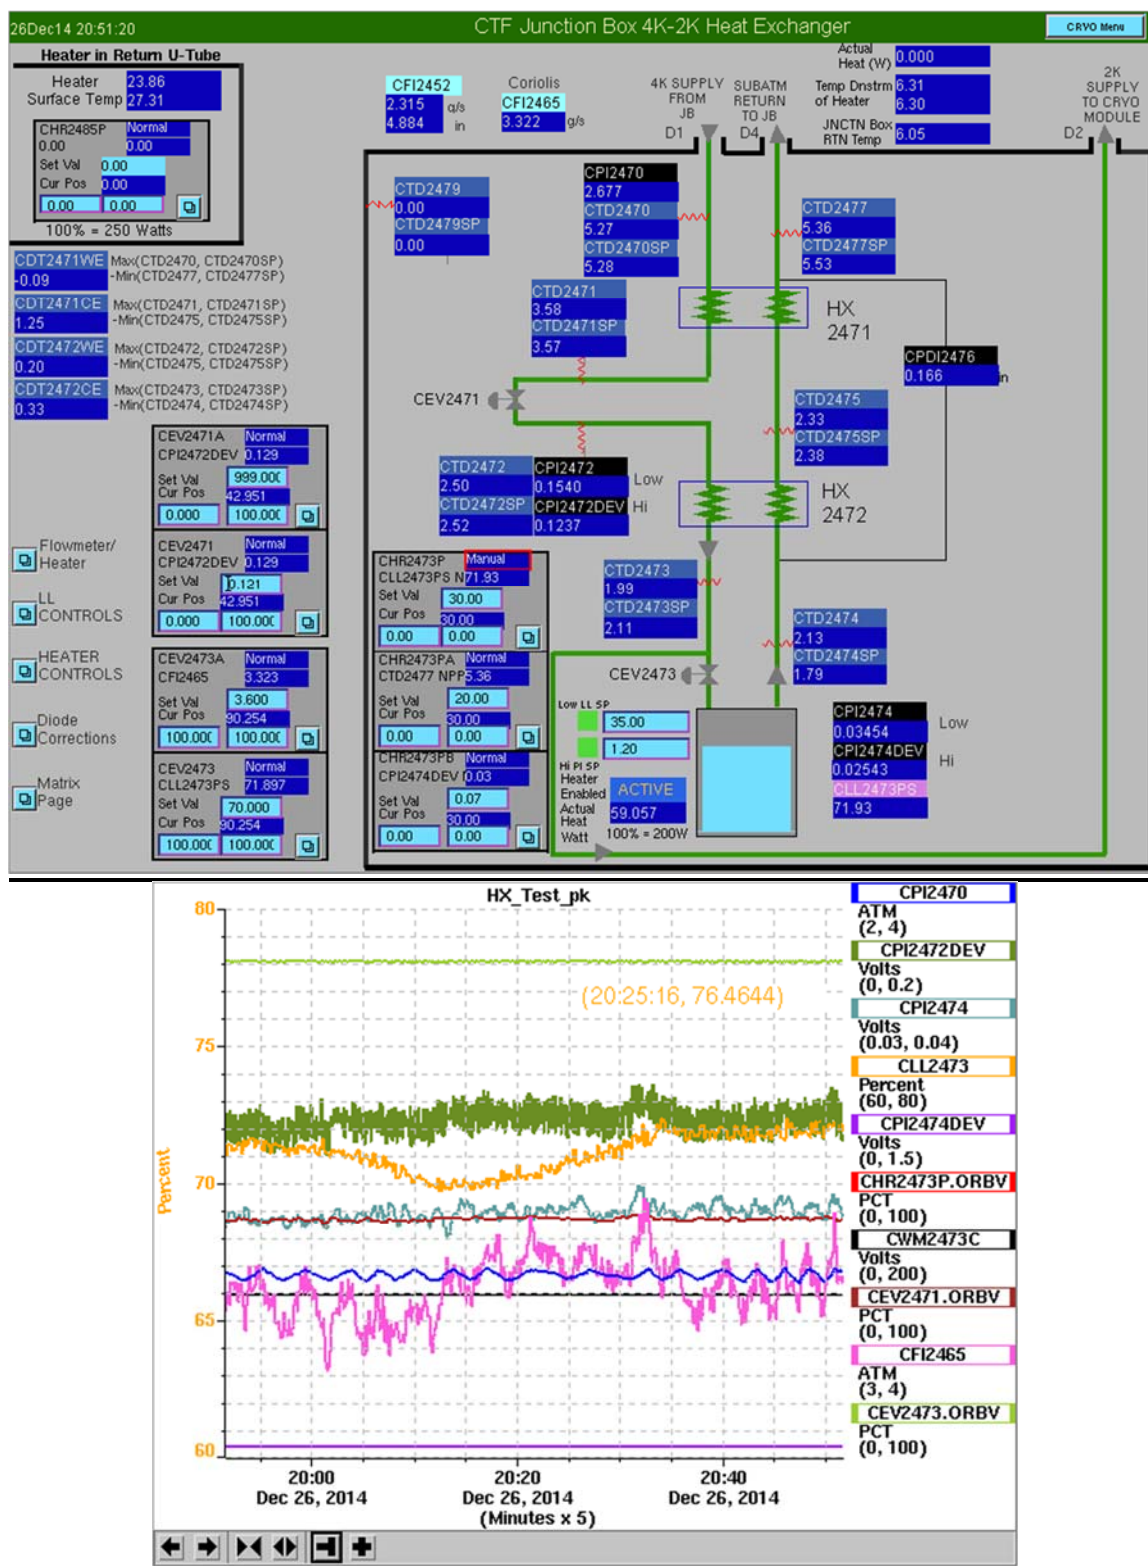 26Dec14 20:51:20
CTF Junction Box 4K-2K Heat Exchanger
CRYO Menu
Heater in Return U-Tube
Heater 23.86
Surface Temp 27.31
CHR2485P Normal
0.00 0.00
Set Val 0.00
Cur Pos 0.00
0.00 0.00
100% = 250 Watts
CFI2452
2.315 g/s
4.884 in
Coriolis
CFI2465
3.322 g/s
4K SUPPLY
FROM
JB
D1
SUBATM
RETURN
TO JB
D4
Actual
Heat (W) 0.000
Temp Dnstrm 6.31
of Heater 6.30
JNCTN Box
RTN Temp 6.05
2K
SUPPLY
TO CRYO
MODULE
D2
CDT2471WE Max(CTD2470, CTD2470SP)
-0.09 -Min(CTD2477, CTD2477SP)
CDT2471CE Max(CTD2471, CTD2471SP)
1.25 -Min(CTD2475, CTD2475SP)
CDT2472WE Max(CTD2472, CTD2472SP)
0.20 -Min(CTD2475, CTD2475SP)
CDT2472CE Max(CTD2473, CTD2473SP)
0.33 -Min(CTD2474, CTD2474SP)
CTD2479
0.00
CTD2479SP
0.00
CPI2470
2.677
CTD2470
5.27
CTD2470SP
5.28
CTD2477
5.36
CTD2477SP
5.53
CTD2471
3.58
CTD2471SP
3.57
HX
2471
CPDI2476
0.166 in
CEV2471
CTD2475
2.33
CTD2475SP
2.38
CTD2472
2.50
CTD2472SP
2.52
CPI2472
0.1540 Low
CPI2472DEV Hi
0.1237
HX
2472
CEV2471A Normal
CPI2472DEV 0.129
Set Val 999.000
Cur Pos 42.951
0.000 100.000
CEV2471 Normal
CPI2472DEV 0.129
Set Val 0.121
Cur Pos 42.951
0.000 100.000
CEV2473A Normal
CFI2465 3.323
Set Val 3.600
Cur Pos 90.254
100.000 100.000
CEV2473 Normal
CLL2473PS 71.897
Set Val 70.000
Cur Pos 90.254
100.000 100.000
Flowmeter/
Heater
LL
CONTROLS
HEATER
CONTROLS
Diode
Corrections
Matrix
Page
CHR2473P Manual
CLL2473PS N 71.93
Set Val 30.00
Cur Pos 30.00
0.00 0.00
CHR2473PA Normal
CTD2477 NPP 5.36
Set Val 20.00
Cur Pos 30.00
0.00 0.00
CHR2473PB Normal
CPI2474DEV 0.03
Set Val 0.07
Cur Pos 30.00
0.00 0.00
CTD2473
1.99
CTD2473SP
2.11
CTD2474
2.13
CTD2474SP
1.79
CEV2473
Low LL SP
35.00
1.20
Hi PI SP
Heater
Enabled ACTIVE
Actual
Heat 59.057
Watt 100% = 200W
CPI2474
0.03454 Low
CPI2474DEV
0.02543 Hi
CLL2473PS
71.93
HX_Test_pk
80
75
70
65
60
Percent
(20:25:16, 76.4644)
20:00
Dec 26, 2014
20:20
Dec 26, 2014
20:40
Dec 26, 2014
(Minutes x 5)
CPI2470
ATM
(2, 4)
CPI2472DEV
Volts
(0, 0.2)
CPI2474
Volts
(0.03, 0.04)
CLL2473
Percent
(60, 80)
CPI2474DEV
Volts
(0, 1.5)
CHR2473P.ORBV
PCT
(0, 100)
CWM2473C
Volts
(0, 200)
CEV2471.ORBV
PCT
(0, 100)
CFI2465
ATM
(3, 4)
CEV2473.ORBV
PCT
(0, 100)